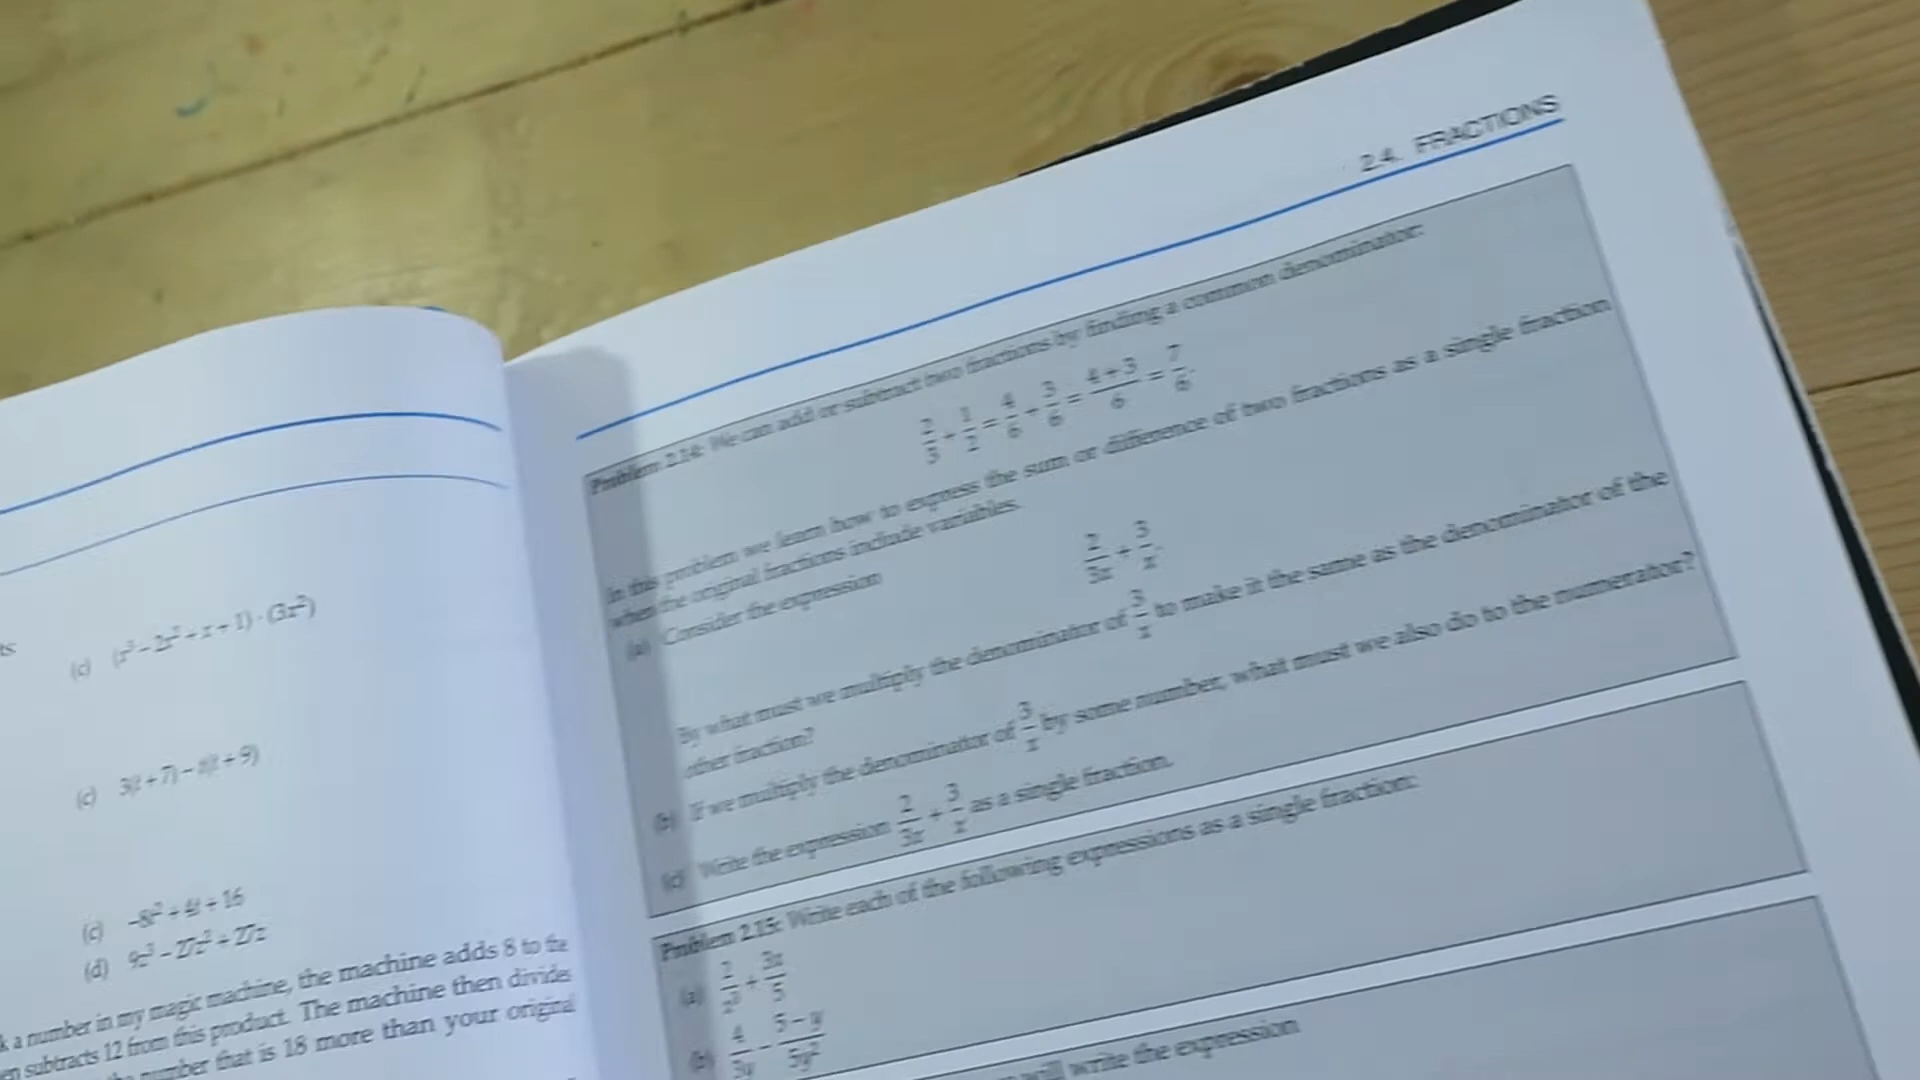 ts:
(c) (x³ − 2x² + x + 1) · (3x²)
(c) 3(t + 7) − t(t + 9)
(c) −8t² + 4t + 16
(d) 9z³ − 27z² + 27z
k a number in my magic machine, the machine adds 8 to the
en subtracts 12 from this product. The machine then divides
number that is 18 more than your original
2.4. FRACTIONS
Problem 2.14: We can add or subtract two fractions by finding a common denominator:
2/3 + 1/2 = 4/6 + 3/6 = 4 + 3/6 = 7/6.
In this problem we learn how to express the sum or difference of two fractions as a single fraction
when the original fractions include variables.
(a) Consider the expression
2/3x + 3/x.
By what must we multiply the denominator of 3/x to make it the same as the denominator of the
other fraction?
(b) If we multiply the denominator of 3/x by some number, what must we also do to the numerator?
(c) Write the expression 2/3x + 3/x as a single fraction.
Problem 2.15: Write each of the following expressions as a single fraction:
(a) + 3z/5
(b) 4/3y − 5 − y/5y²
will write the expression